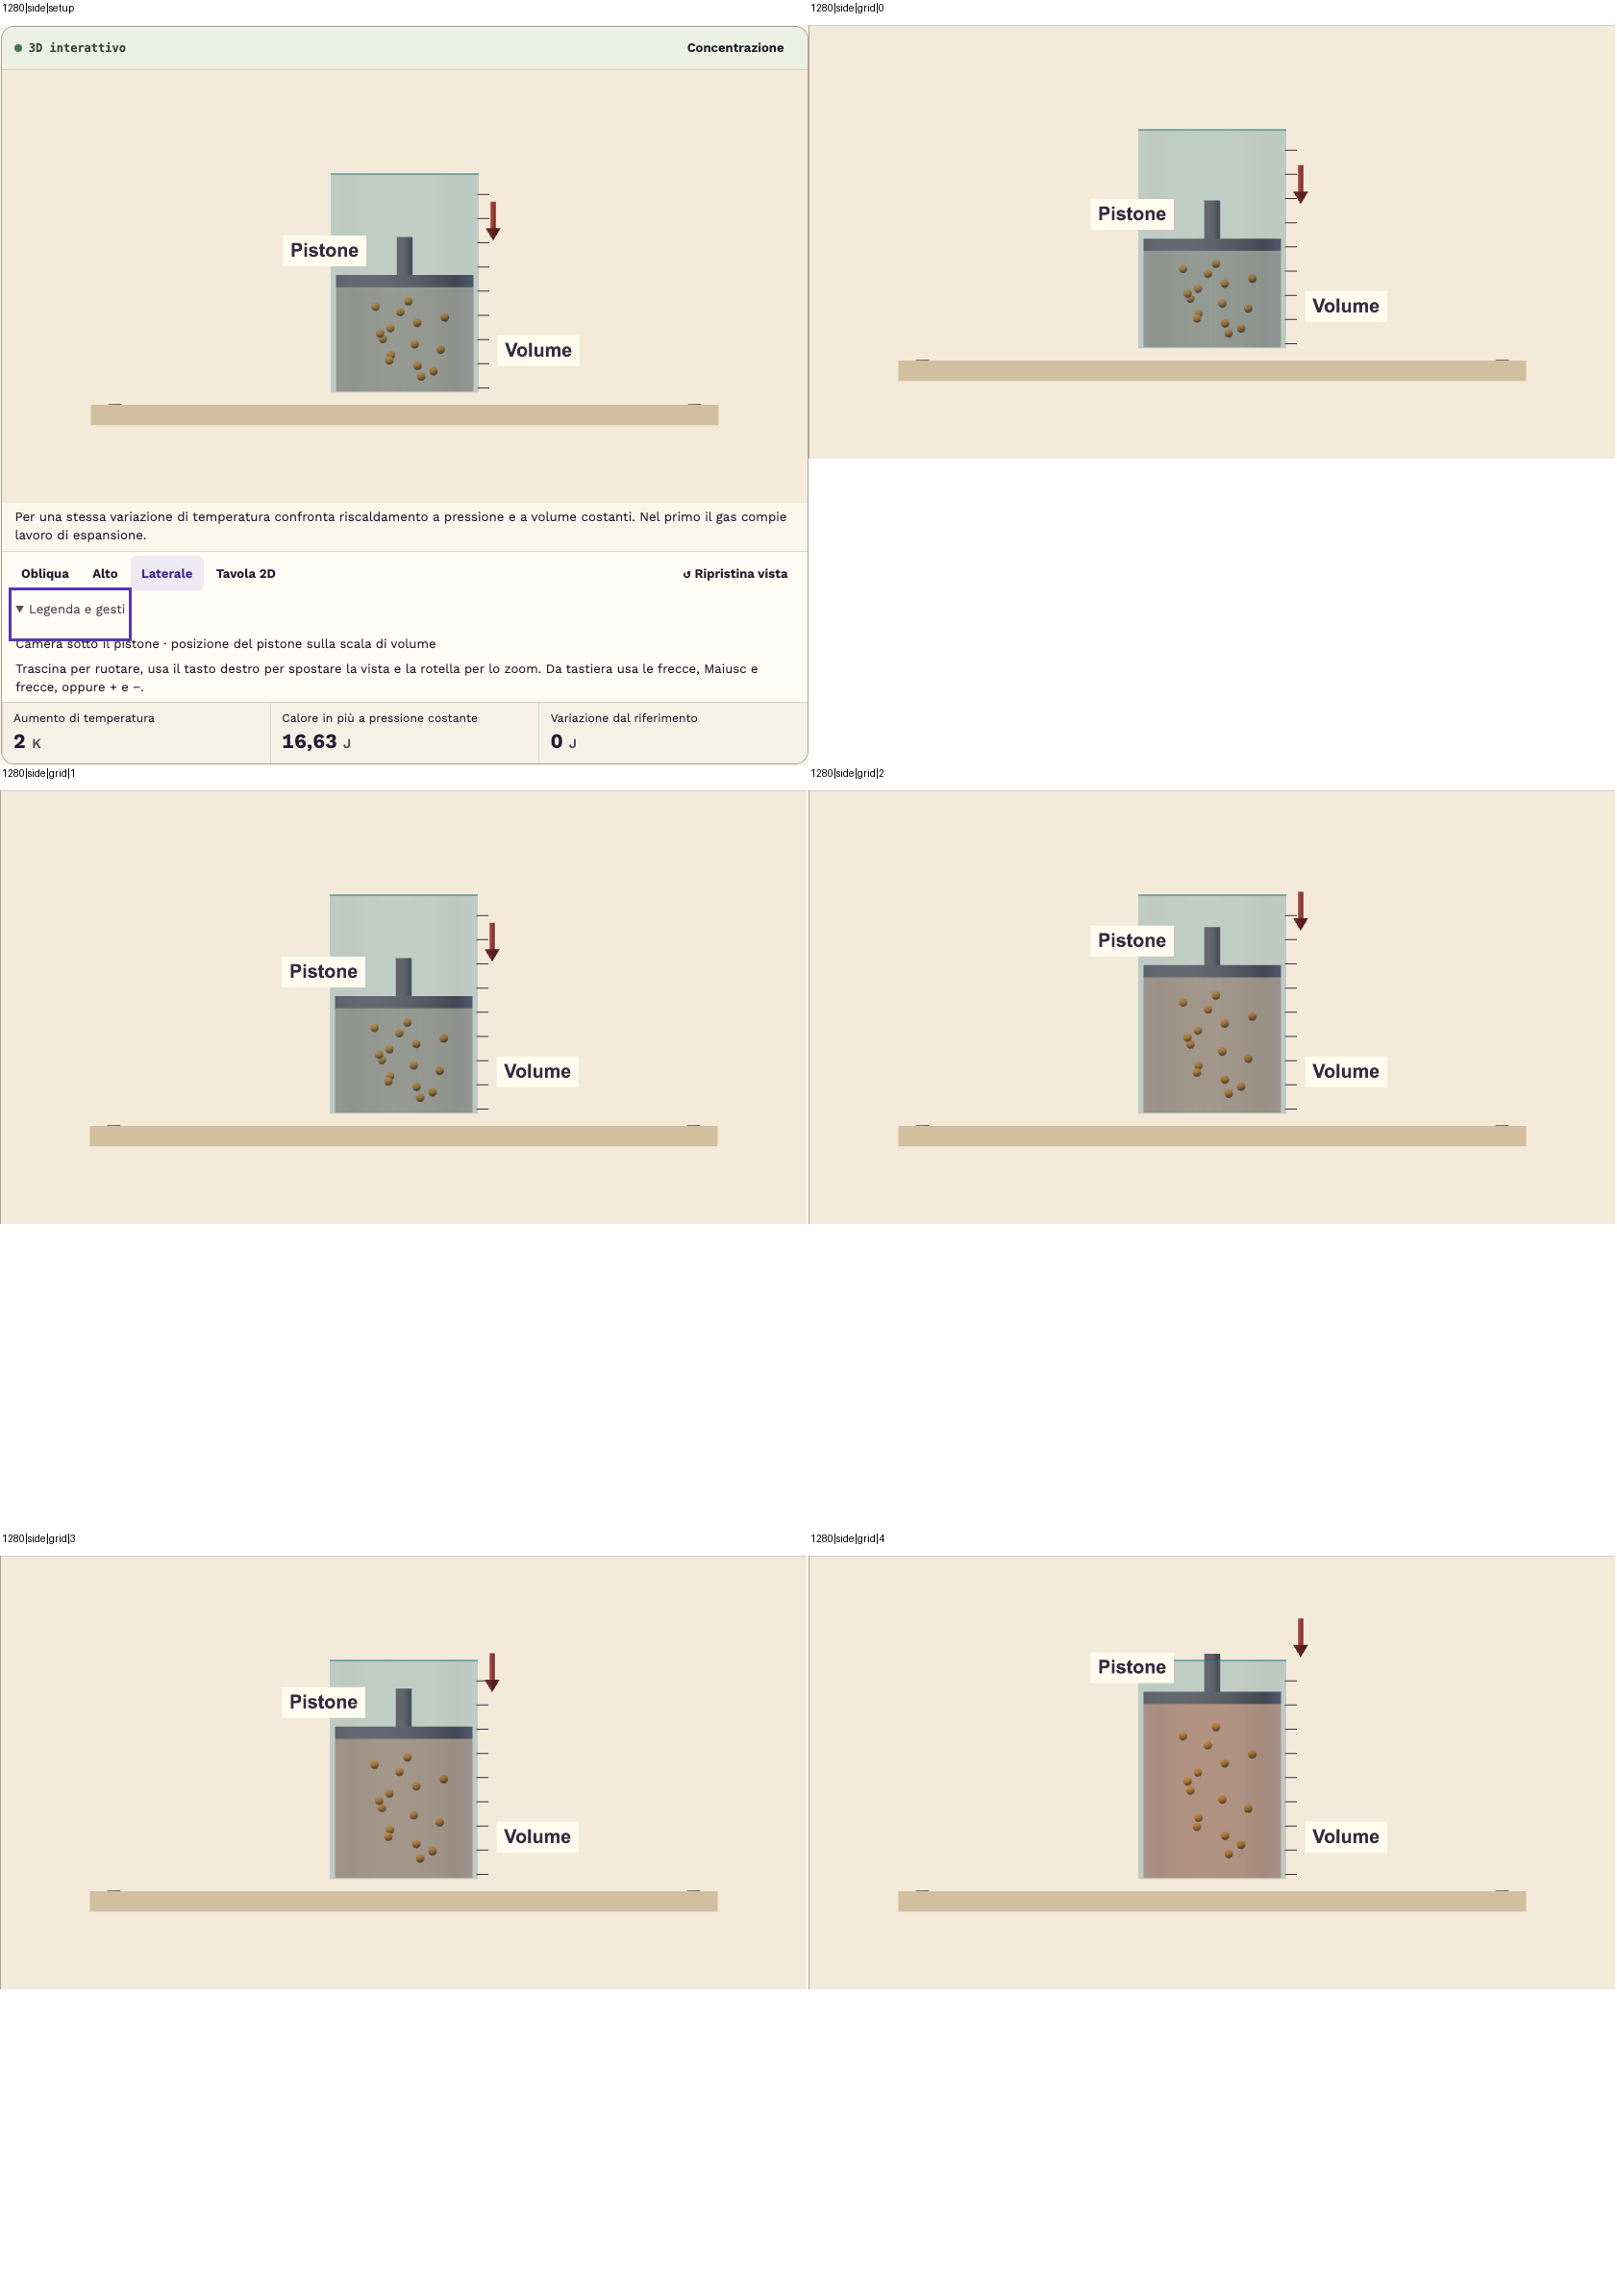 1280|side|setup
1280|side|grid|0
3D interattivo
Concentrazione
Pistone
Volume
Pistone
Volume
Per una stessa variazione di temperatura confronta riscaldamento a pressione e a volume costanti. Nel primo il gas compie
lavoro di espansione.
Obliqua Alto Laterale Tavola 2D ↺ Ripristina vista
▼ Legenda e gesti
Camera sotto il pistone · posizione del pistone sulla scala di volume
Trascina per ruotare, usa il tasto destro per spostare la vista e la rotella per lo zoom. Da tastiera usa le frecce, Maiusc e
frecce, oppure + e −.
Aumento di temperatura
2 K
Calore in più a pressione costante
16,63 J
Variazione dal riferimento
0 J
1280|side|grid|1
1280|side|grid|2
Pistone
Volume
Pistone
Volume
1280|side|grid|3
1280|side|grid|4
Pistone
Volume
Pistone
Volume